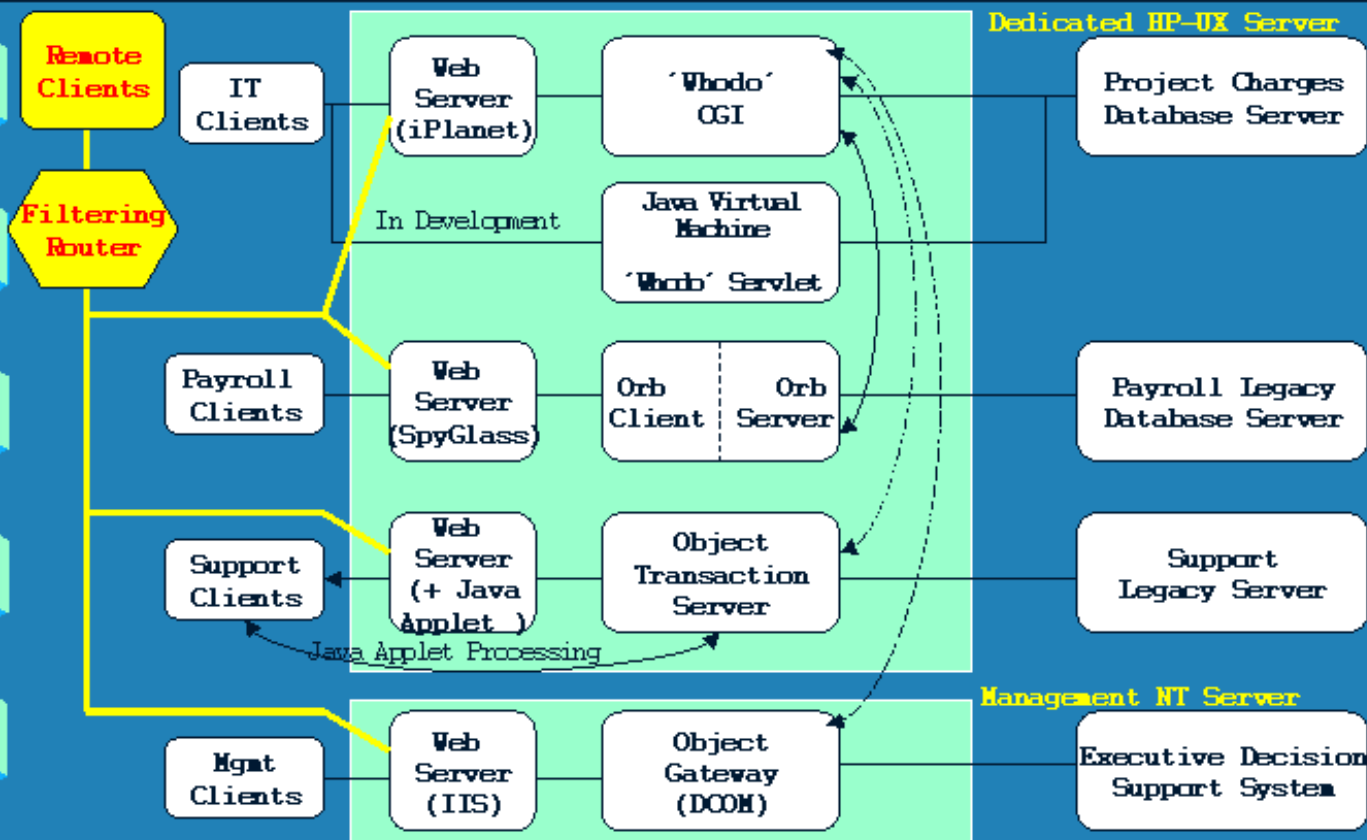 Dedicated HP-UX Server
Remote
Clients
IT
Clients
Web
Server
(iPlanet)
´Whodo´
CGI
Project Charges
Database Server
Filtering
Router
In Development
Java Virtual
Machine
´Whodo´ Servlet
Payroll
Clients
Web
Server
(SpyGlass)
Orb
Client
Orb
Server
Payroll Legacy
Database Server
Support
Clients
Web
Server
(+ Java
Applet )
Object
Transaction
Server
Support
Legacy Server
Java Applet Processing
Management NT Server
Mgmt
Clients
Web
Server
(IIS)
Object
Gateway
(DCOM)
Executive Decision
Support System